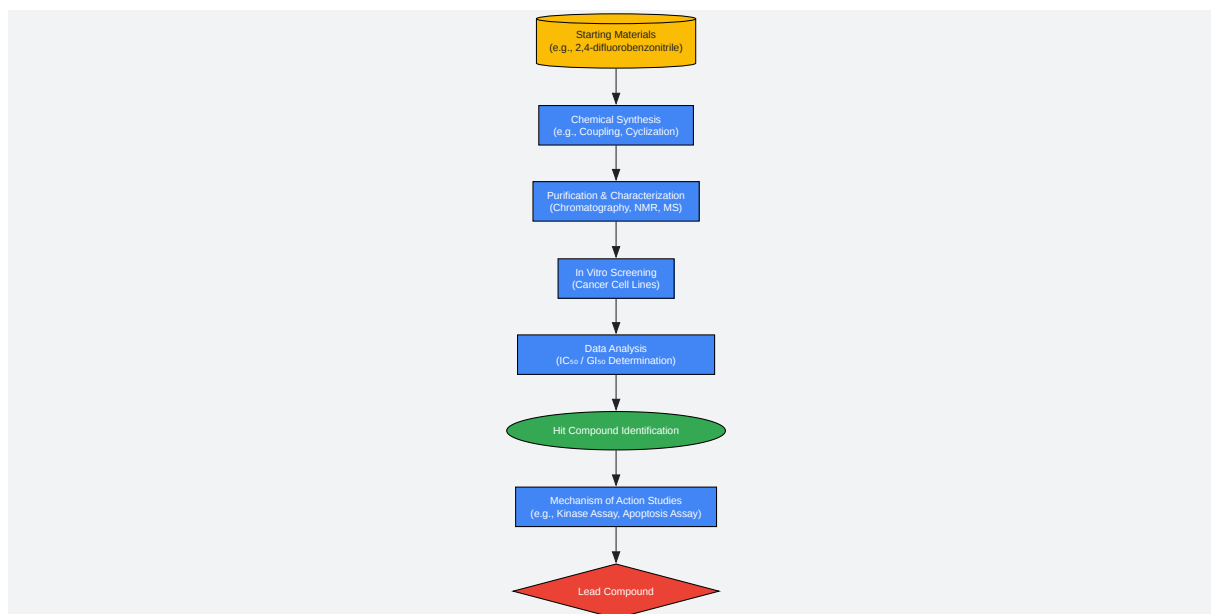 Starting Materials
(e.g., 2,4-difluorobenzonitrile)
Chemical Synthesis
(e.g., Coupling, Cyclization)
Purification & Characterization
(Chromatography, NMR, MS)
In Vitro Screening
(Cancer Cell Lines)
Data Analysis
(IC₅₀ / GI₅₀ Determination)
Hit Compound Identification
Mechanism of Action Studies
(e.g., Kinase Assay, Apoptosis Assay)
Lead Compound